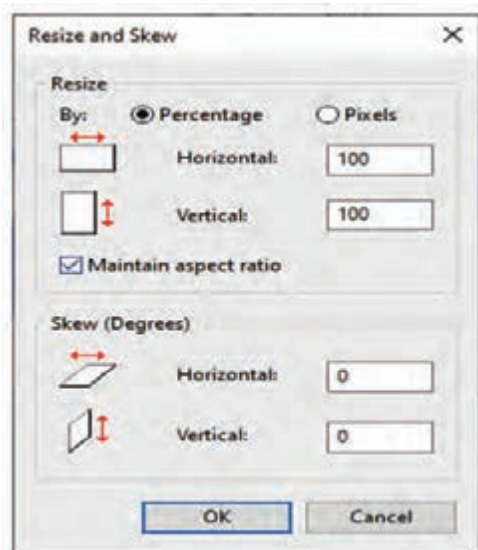 Resize and Skew
Resize
By: Percentage Pixels
Horizontal: 100
Vertical: 100
Maintain aspect ratio
Skew (Degrees)
Horizontal: 0
Vertical: 0
OK Cancel